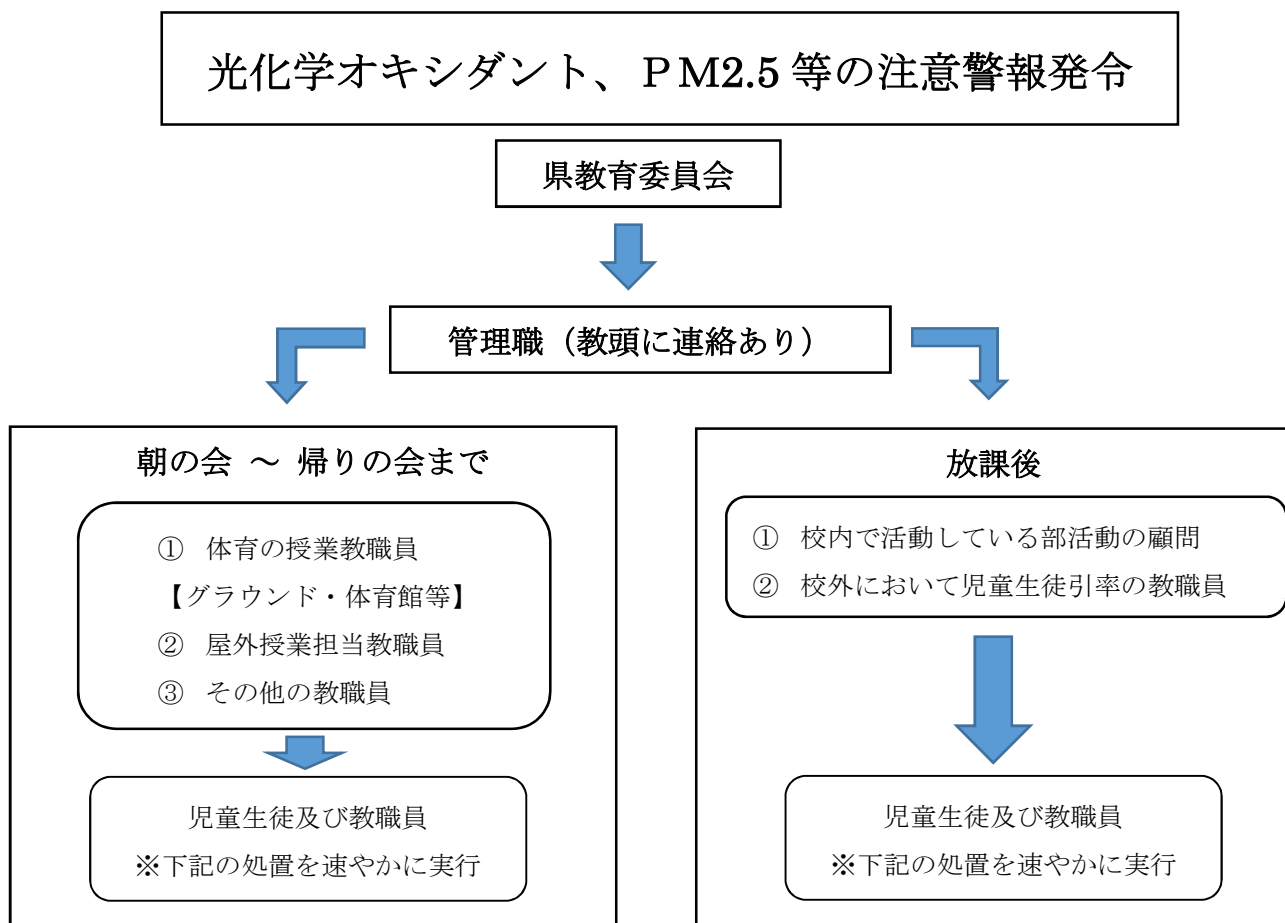 光化学オキシダント、ＰＭ2.5 等の注意警報発令
県教育委員会
管理職（教頭に連絡あり）
朝の会 ～ 帰りの会まで
① 体育の授業教職員
【グラウンド・体育館等】
② 屋外授業担当教職員
③ その他の教職員
児童生徒及び教職員
※下記の処置を速やかに実行
放課後
① 校内で活動している部活動の顧問
② 校外において児童生徒引率の教職員
児童生徒及び教職員
※下記の処置を速やかに実行